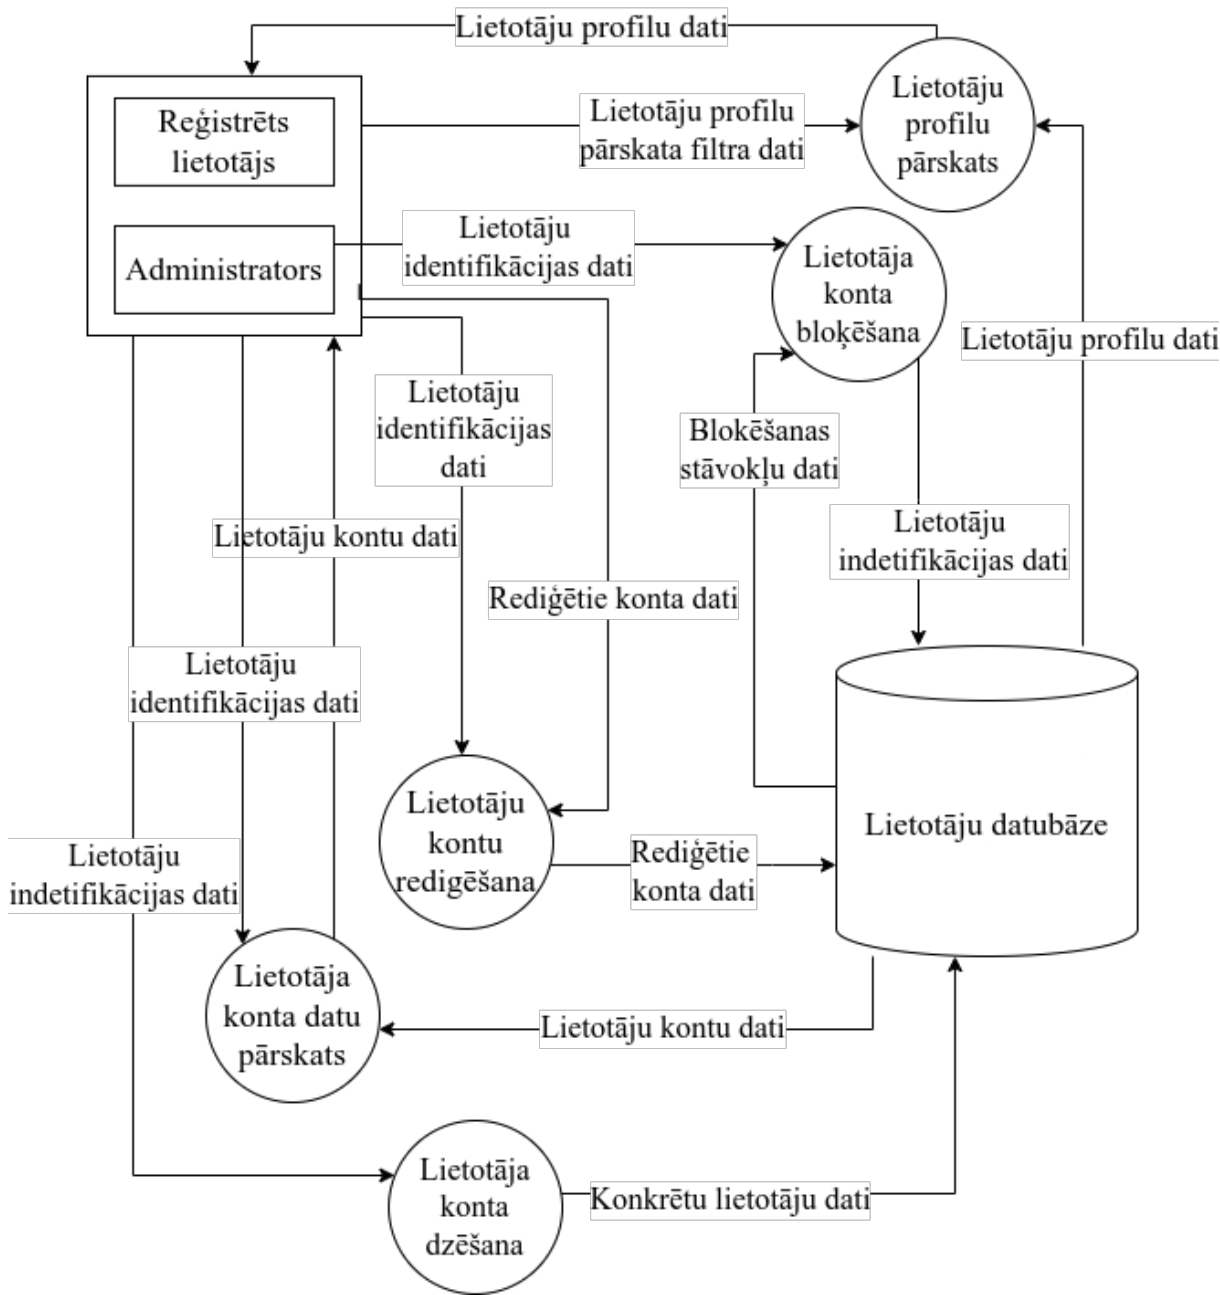 Lietotāju profilu dati
Reģistrēts
lietotājs
Lietotāju profilu
pārskata filtra dati
Lietotāju
profilu
pārskats
Administrators
Lietotāju
identifikācijas dati
Lietotāja
konta
bloķēšana
Lietotāju profilu dati
Lietotāju
identifikācijas
dati
Blokēšanas
stāvokļu dati
Lietotāju kontu dati
Lietotāju
indetifikācijas dati
Rediģētie konta dati
Lietotāju
identifikācijas dati
Lietotāju
kontu
redigēšana
Lietotāju datubāze
Lietotāju
indetifikācijas dati
Rediģētie
konta dati
Lietotāja
konta datu
pārskats
Lietotāju kontu dati
Lietotāja
konta
dzēšana
Konkrētu lietotāju dati